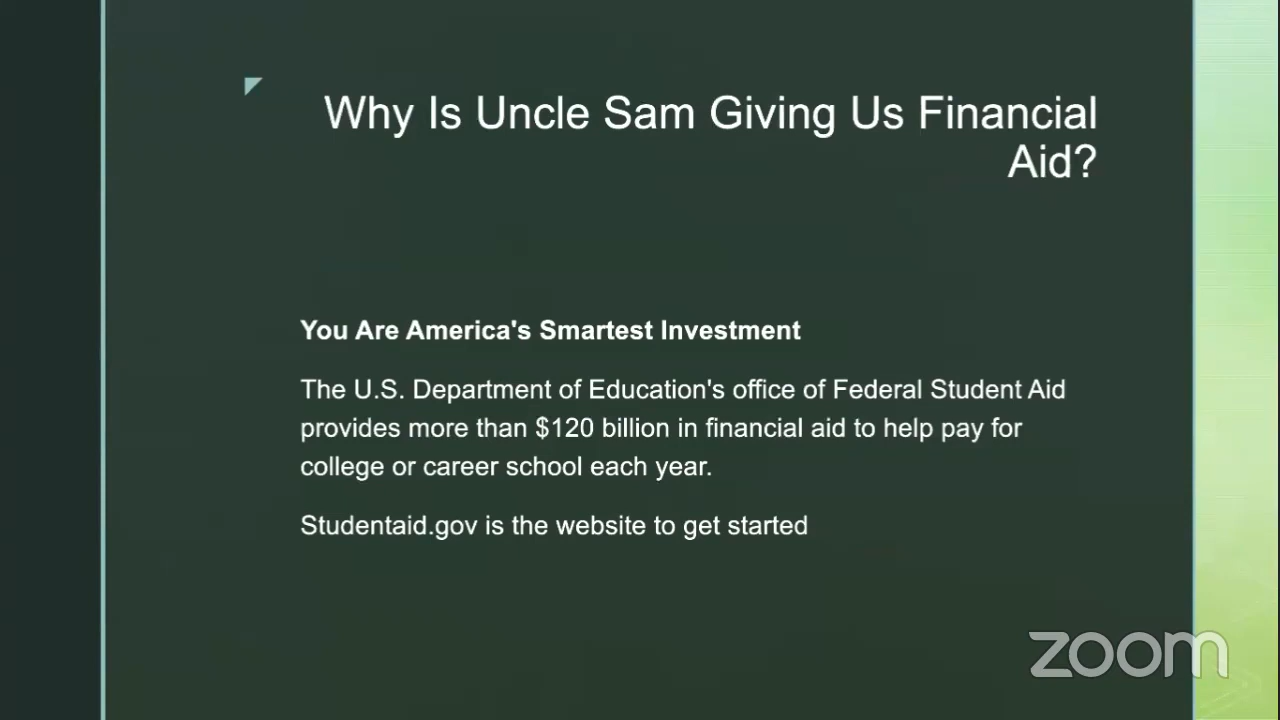 Why Is Uncle Sam Giving Us Financial
Aid?
You Are America's Smartest Investment
The U.S. Department of Education's office of Federal Student Aid
provides more than $120 billion in financial aid to help pay for
college or career school each year.
Studentaid.gov is the website to get started
zoom